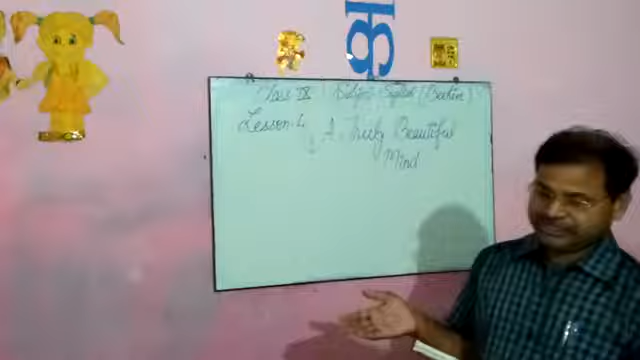 क
Class IX Subject English (Beehive)
Lesson-4
A Truly Beautiful
Mind